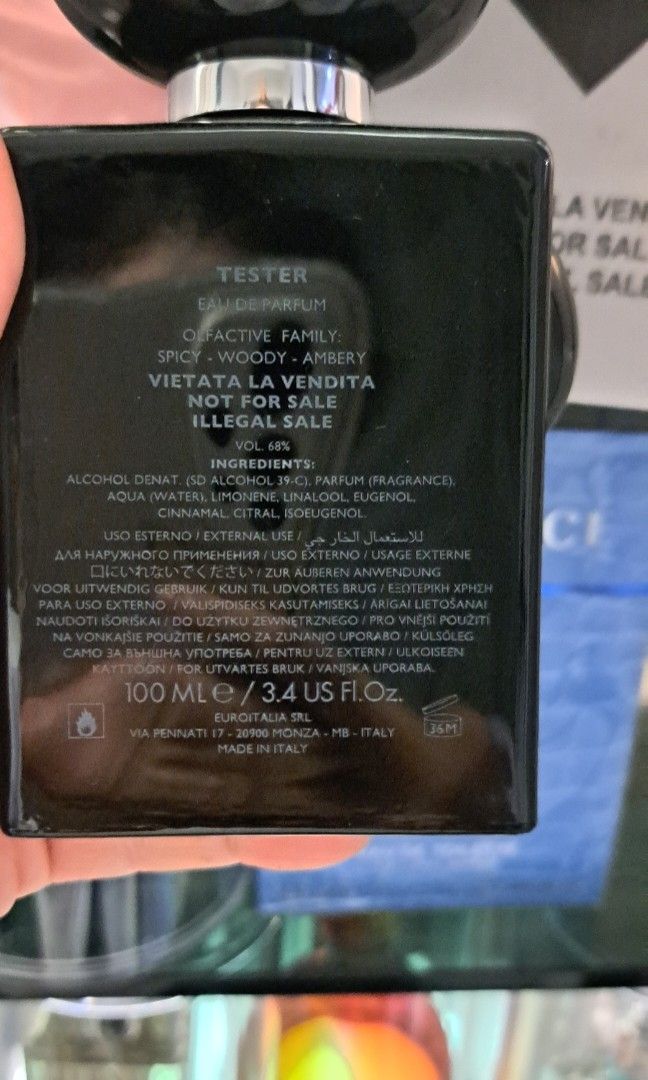 TESTER
EAU DE PARFUM
OLFACTIVE FAMILY:
SPICY - WOODY - AMBERY
VIETATA LA VENDITA
NOT FOR SALE
ILLEGAL SALE
VOL. 68%
INGREDIENTS:
ALCOHOL DENAT. (SD ALCOHOL 39-C), PARFUM (FRAGRANCE),
AQUA (WATER), LIMONENE, LINALOOL, EUGENOL,
CINNAMAL, CITRAL, ISOEUGENOL.
USO ESTERNO / EXTERNAL USE / للاستعمال الخارجي
ДЛЯ НАРУЖНОГО ПРИМЕНЕНИЯ / USO EXTERNO / USAGE EXTERNE
口にいれないでください / ZUR ÄUßEREN ANWENDUNG
VOOR UITWENDIG GEBRUIK / KUN TIL UDVORTES BRUG / ΕΞΩΤΕΡΙΚΗ ΧΡΗΣΗ
PARA USO EXTERNO / VÄLISPIDISEKS KASUTAMISEKS / ĀRĪGAI LIETOŠANAI
NAUDOTI IŠORIŠKAI / DO UŻYTKU ZEWNĘTRZNEGO / PRO VNĚJŠÍ POUŽITÍ
NA VONKAJŠIE POUŽITIE / SAMO ZA ZUNANJO UPORABO / KÜLSŐLEG
САМО ЗА ВЪНШНА УПОТРЕБА / PENTRU UZ EXTERN / ULKOISEEN
KÄYTTÖÖN / FOR UTVARTES BRUK / VANJSKA UPORABA.
100 ML ℮ / 3.4 US Fl.Oz.
EUROITALIA SRL
VIA PENNATI 17 - 20900 MONZA - MB - ITALY
MADE IN ITALY
36M
LA VEN
OR SAL
L SALE